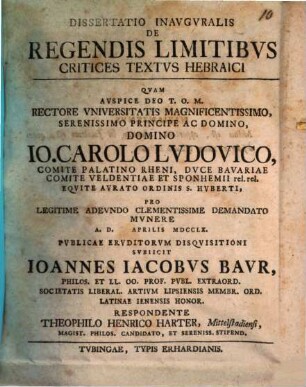 10
DISSERTATIO INAVGVRALIS
DE
REGENDIS LIMITIBVS
CRITICES TEXTVS HEBRAICI
QVAM
AVSPICE DEO T. O. M.
RECTORE VNIVERSITATIS MAGNIFICENTISSIMO,
SERENISSIMO PRINCIPE AC DOMINO,
DOMINO
IO. CAROLO LVDOVICO,
COMITE PALATINO RHENI, DVCE BAVARIAE
COMITE VELDENTIAE ET SPONHEMII rel. rel.
EQVITE AVRATO ORDINIS S. HVBERTI;
PRO
LEGITIME ADEVNDO CLEMENTISSIME DEMANDATO
MVNERE
A. D. APRILIS MDCCLX.
PVBLICAE ERVDITORVM DISQVISITIONI
SVBIICIT
IOANNES IACOBVS BAVR,
PHILOS. ET LL. OO. PROF. PVBL. EXTRAORD.
SOCIETATIS LIBERAL. ARTIVM LIPSIENSIS MEMBR. ORD.
LATINAE IENENSIS HONOR.
RESPONDENTE
THEOPHILO HENRICO HARTER, Mittelstadiensi,
MAGIST. PHILOS. CANDIDATO, ET SERENISS. STIPEND.
TVBINGAE, TYPIS ERHARDIANIS.